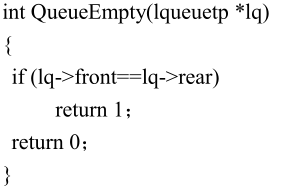 int QueueEmpty(lqueuetp *lq)
{
if (lq->front==lq->rear)
return 1；
return 0；
}